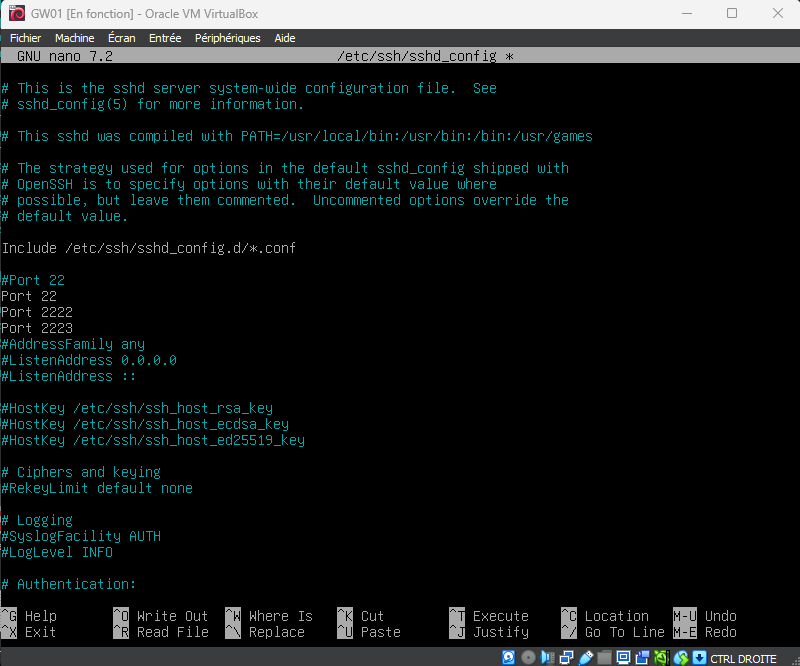 GW01 [En fonction] - Oracle VM VirtualBox
Fichier Machine Écran Entrée Périphériques Aide
GNU nano 7.2 /etc/ssh/sshd_config *
# This is the sshd server system-wide configuration file.  See
# sshd_config(5) for more information.
# This sshd was compiled with PATH=/usr/local/bin:/usr/bin:/bin:/usr/games
# The strategy used for options in the default sshd_config shipped with
# OpenSSH is to specify options with their default value where
# possible, but leave them commented.  Uncommented options override the
# default value.
Include /etc/ssh/sshd_config.d/*.conf
#Port 22
Port 22
Port 2222
Port 2223
#AddressFamily any
#ListenAddress 0.0.0.0
#ListenAddress ::
#HostKey /etc/ssh/ssh_host_rsa_key
#HostKey /etc/ssh/ssh_host_ecdsa_key
#HostKey /etc/ssh/ssh_host_ed25519_key
# Ciphers and keying
#RekeyLimit default none
# Logging
#SyslogFacility AUTH
#LogLevel INFO
# Authentication:
^G Help ^O Write Out ^W Where Is ^K Cut ^T Execute ^C Location M-U Undo
^X Exit ^R Read File ^\ Replace ^U Paste ^J Justify ^/ Go To Line M-E Redo
CTRL DROITE